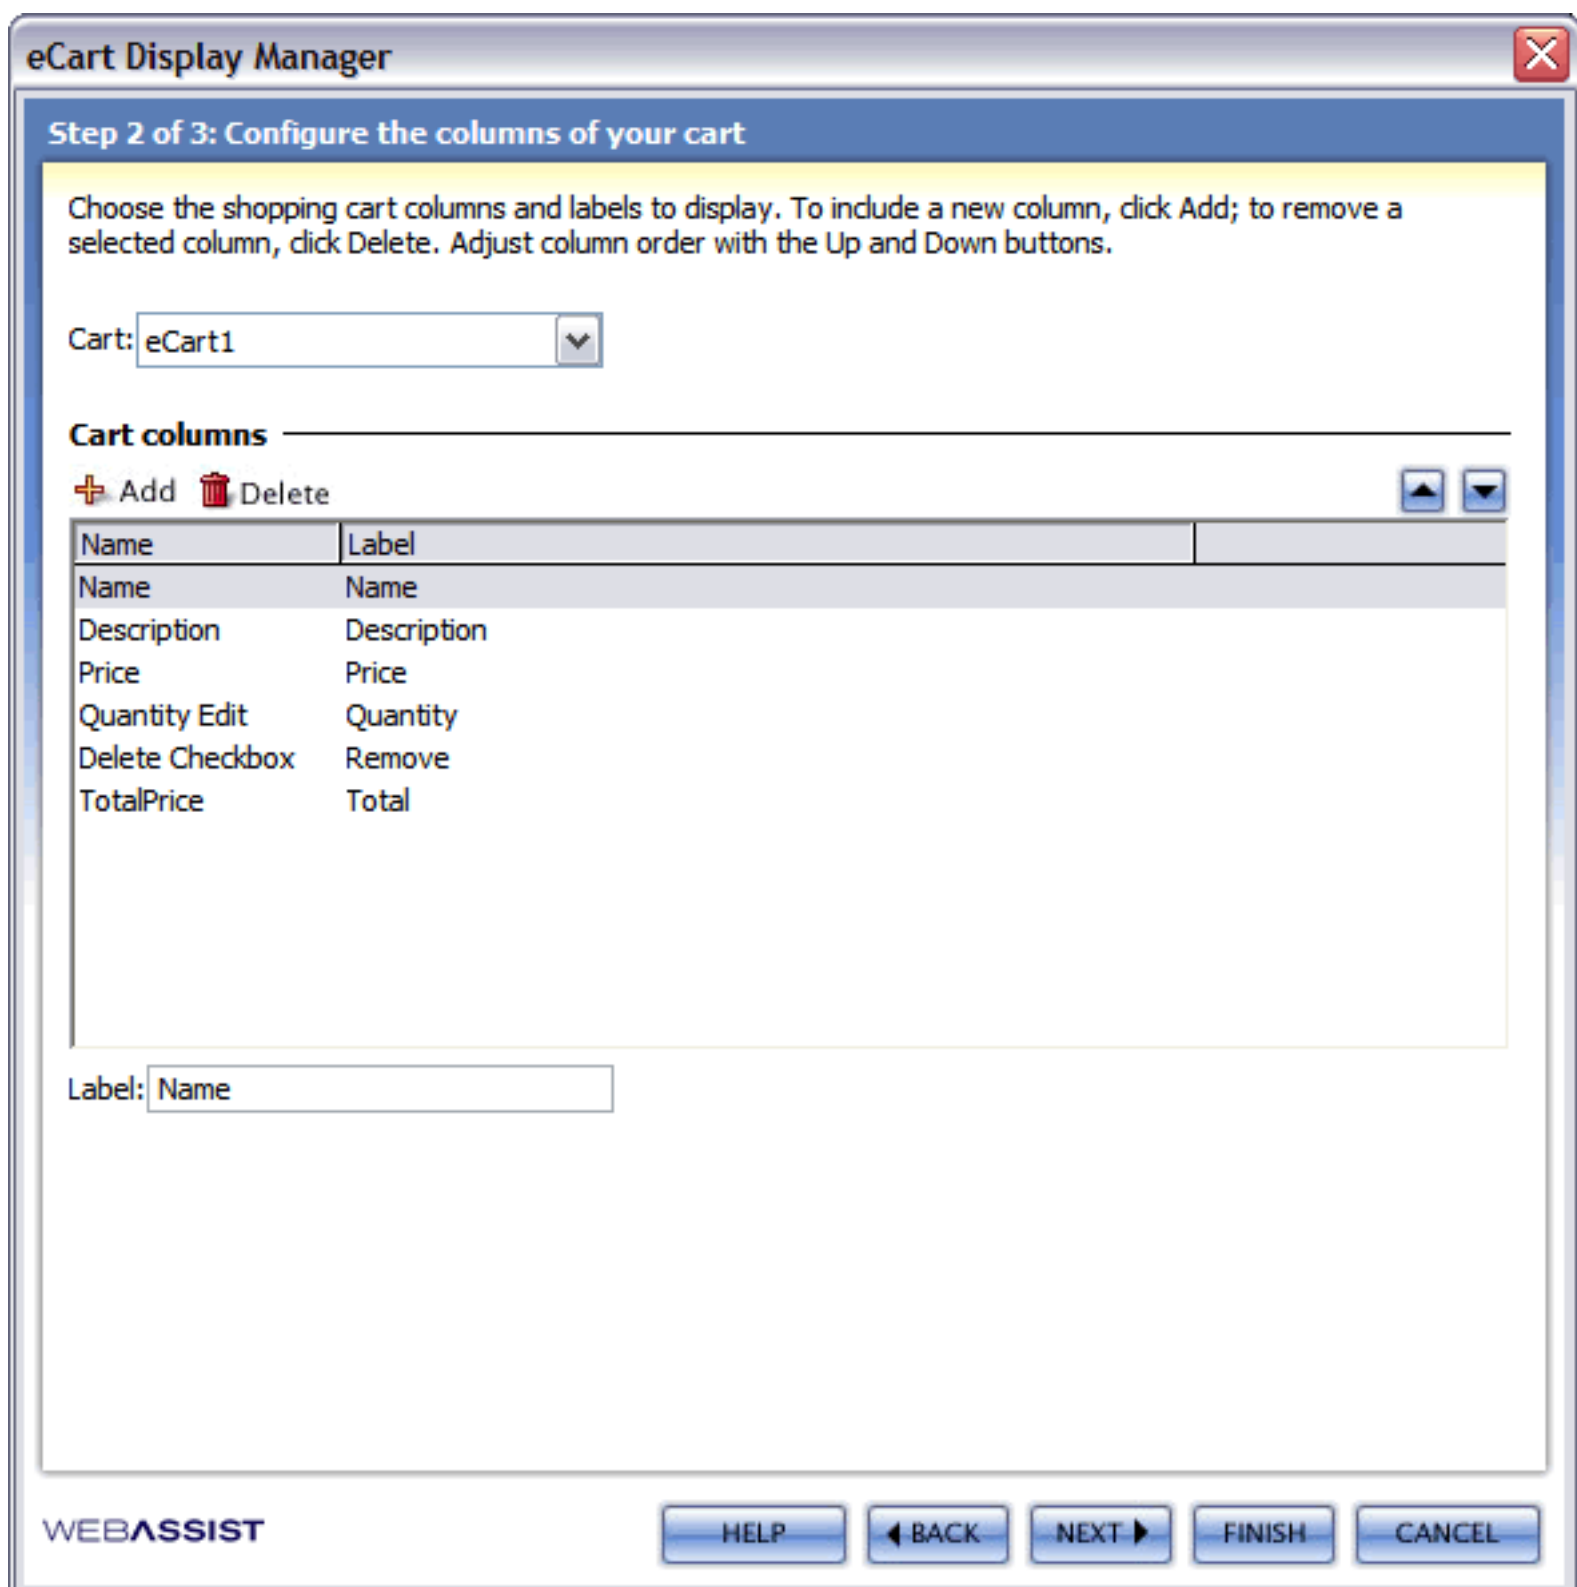 eCart Display Manager
Step 2 of 3: Configure the columns of your cart
Choose the shopping cart columns and labels to display. To include a new column, click Add; to remove a
selected column, click Delete. Adjust column order with the Up and Down buttons.
Cart: eCart1
Cart columns
Add Delete
Name Label
Name Name
Description Description
Price Price
Quantity Edit Quantity
Delete Checkbox Remove
TotalPrice Total
Label: Name
WEBASSIST HELP BACK NEXT FINISH CANCEL